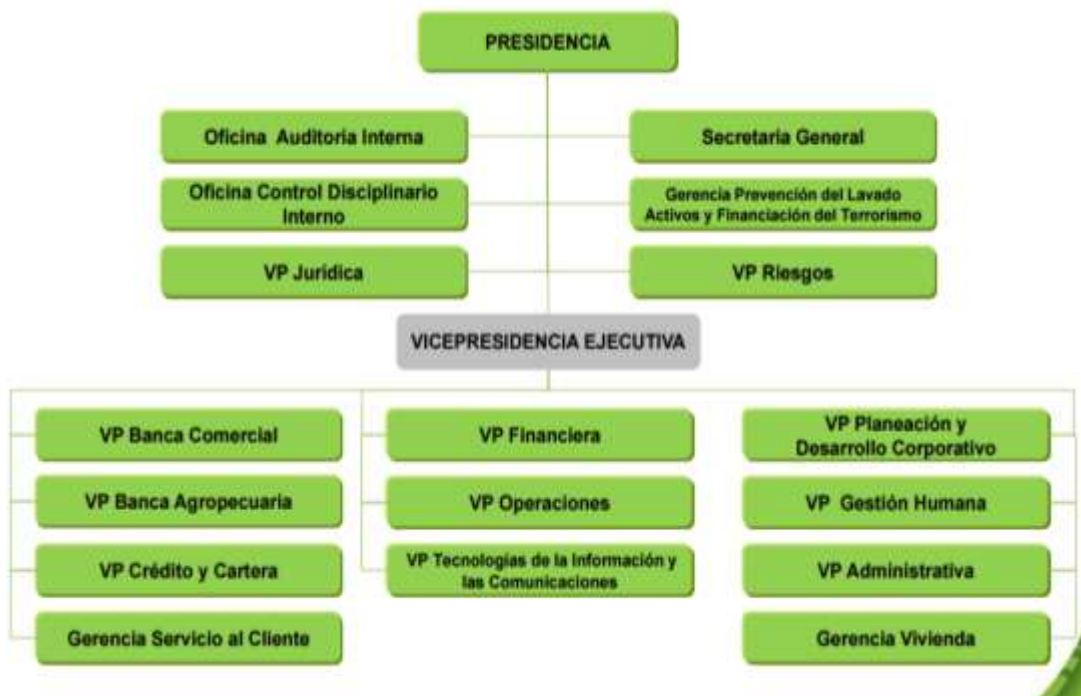 PRESIDENCIA
Oficina Auditoria Interna
Secretaria General
Oficina Control Disciplinario
Interno
Gerencia Prevención del Lavado
Activos y Financiación del Terrorismo
VP Jurídica
VP Riesgos
VICEPRESIDENCIA EJECUTIVA
VP Banca Comercial
VP Financiera
VP Planeación y
Desarrollo Corporativo
VP Banca Agropecuaria
VP Operaciones
VP Gestión Humana
VP Crédito y Cartera
VP Tecnologías de la Información y
las Comunicaciones
VP Administrativa
Gerencia Servicio al Cliente
Gerencia Vivienda